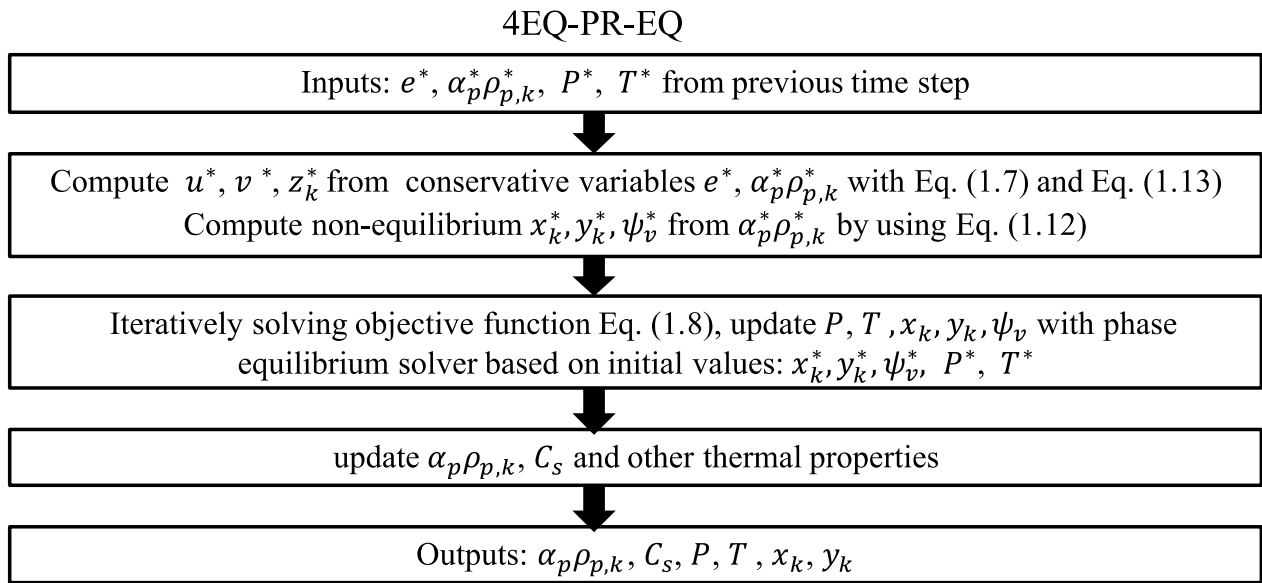 4EQ-PR-EQ
Inputs: e*, α*ₚρ*ₚ,ₖ, P*, T* from previous time step
Compute u*, v *, z*ₖ from conservative variables e*, α*ₚρ*ₚ,ₖ with Eq. (1.7) and Eq. (1.13)
Compute non-equilibrium x*ₖ, y*ₖ, ψ*ᵥ from α*ₚρ*ₚ,ₖ by using Eq. (1.12)
Iteratively solving objective function Eq. (1.8), update P, T , xₖ, yₖ, ψᵥ with phase
equilibrium solver based on initial values: x*ₖ, y*ₖ, ψ*ᵥ, P*, T*
update αₚρₚ,ₖ, Cₛ and other thermal properties
Outputs: αₚρₚ,ₖ, Cₛ, P, T , xₖ, yₖ